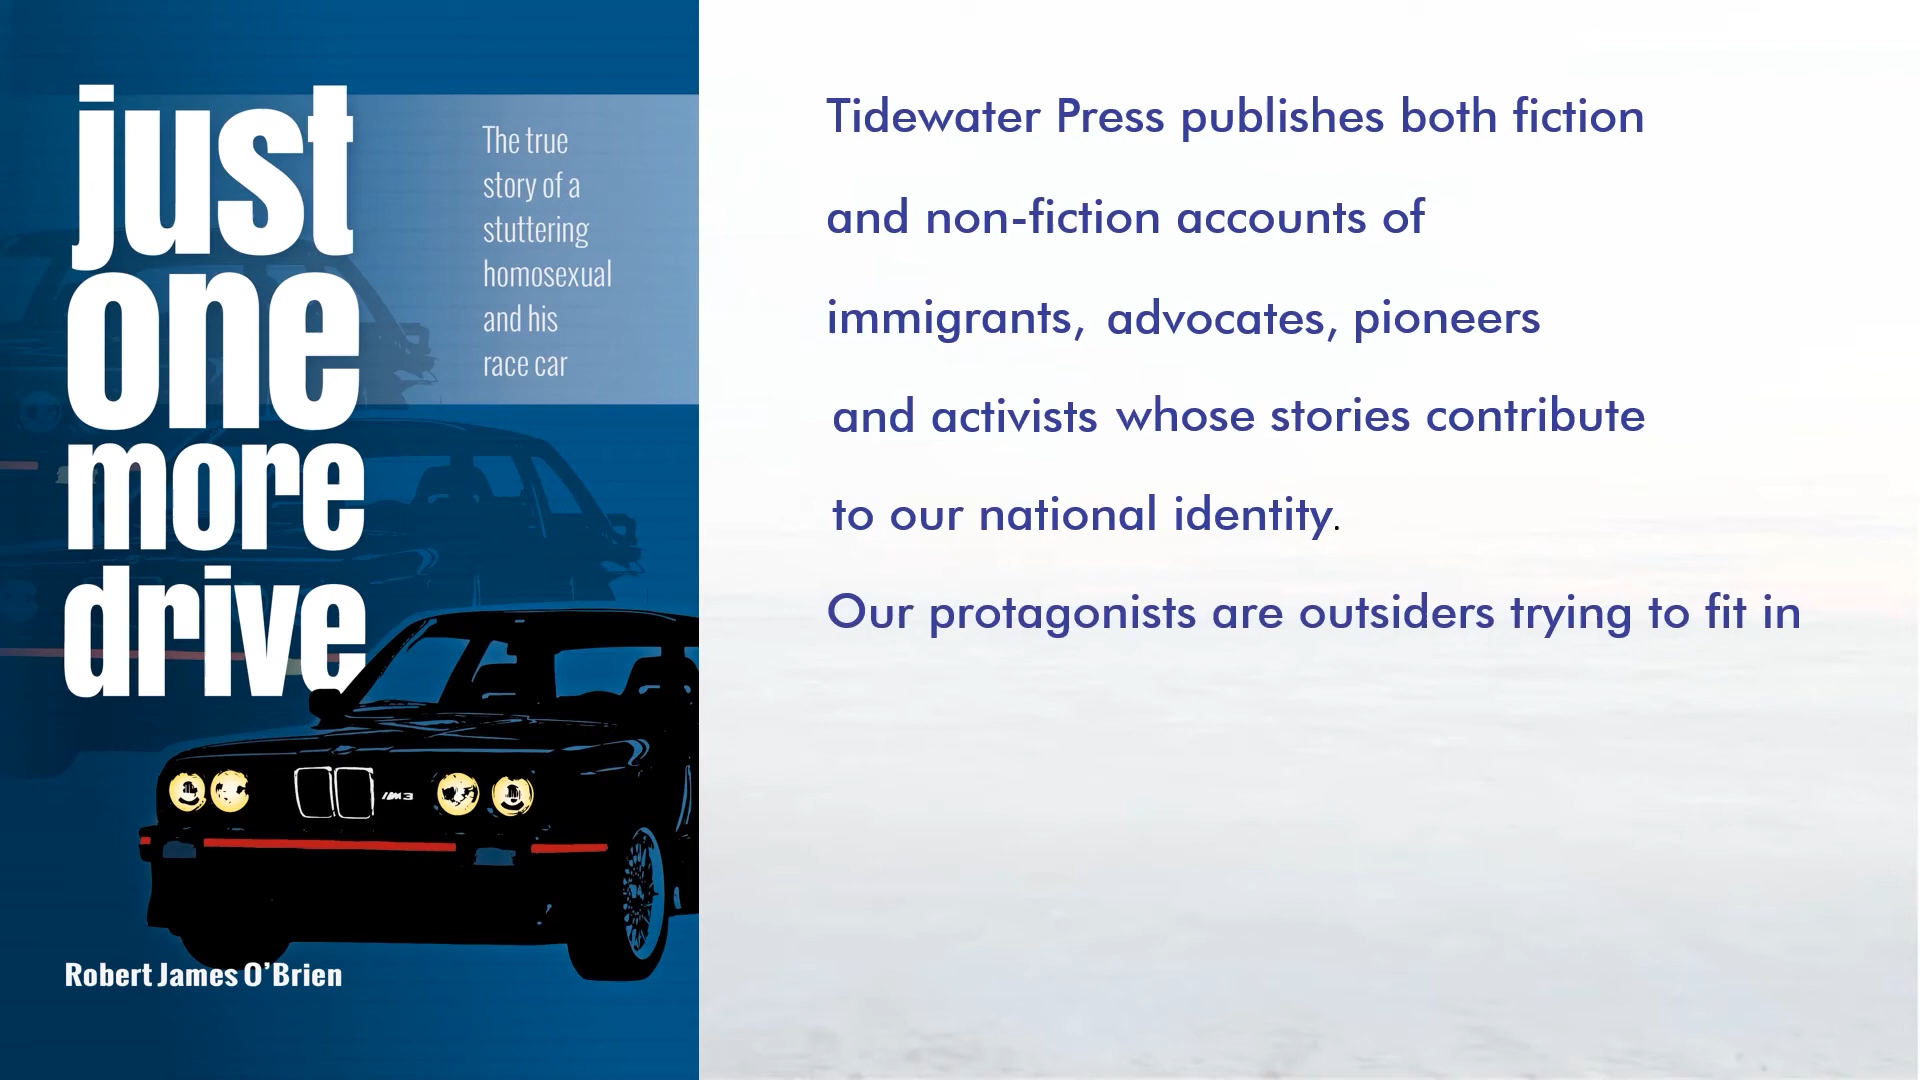 just
one
more
drive
The true
story of a
stuttering
homosexual
and his
race car
M3
Robert James O'Brien
Tidewater Press publishes both fiction
and non-fiction accounts of
immigrants, advocates, pioneers
and activists whose stories contribute
to our national identity.
Our protagonists are outsiders trying to fit in